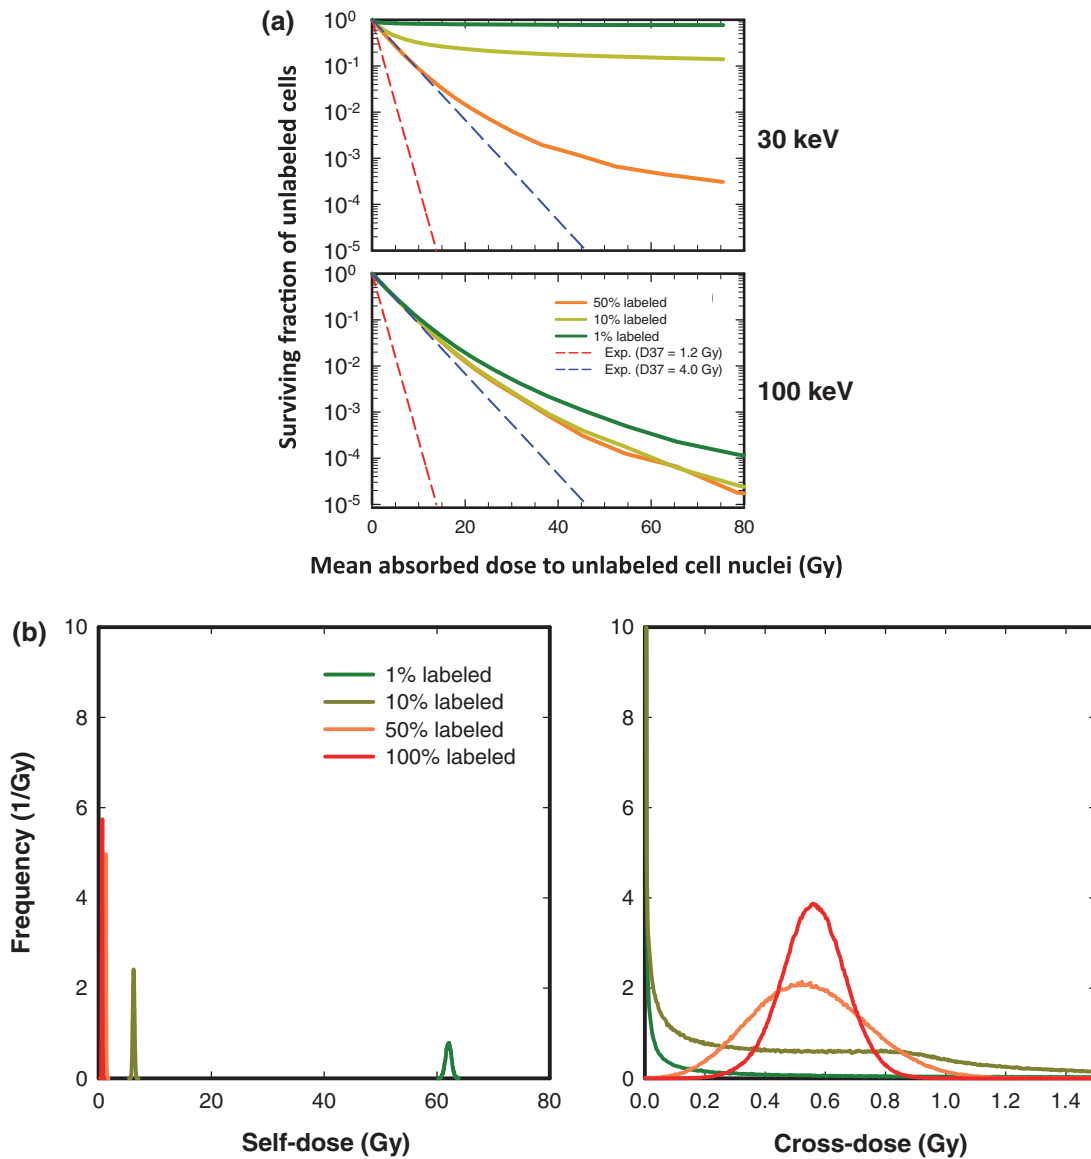 (a)
Surviving fraction of unlabeled cells
10^0
10^-1
10^-2
10^-3
10^-4
10^-5
30 keV
10^0
10^-1
10^-2
10^-3
10^-4
10^-5
50% labeled
10% labeled
1% labeled
Exp. (D37 = 1.2 Gy)
Exp. (D37 = 4.0 Gy)
100 keV
0 20 40 60 80
Mean absorbed dose to unlabeled cell nuclei (Gy)
(b)
Frequency (1/Gy)
10
8
6
4
2
0
1% labeled
10% labeled
50% labeled
100% labeled
0 20 40 60 80
Self-dose (Gy)
10
8
6
4
2
0
0.0 0.2 0.4 0.6 0.8 1.0 1.2 1.4
Cross-dose (Gy)